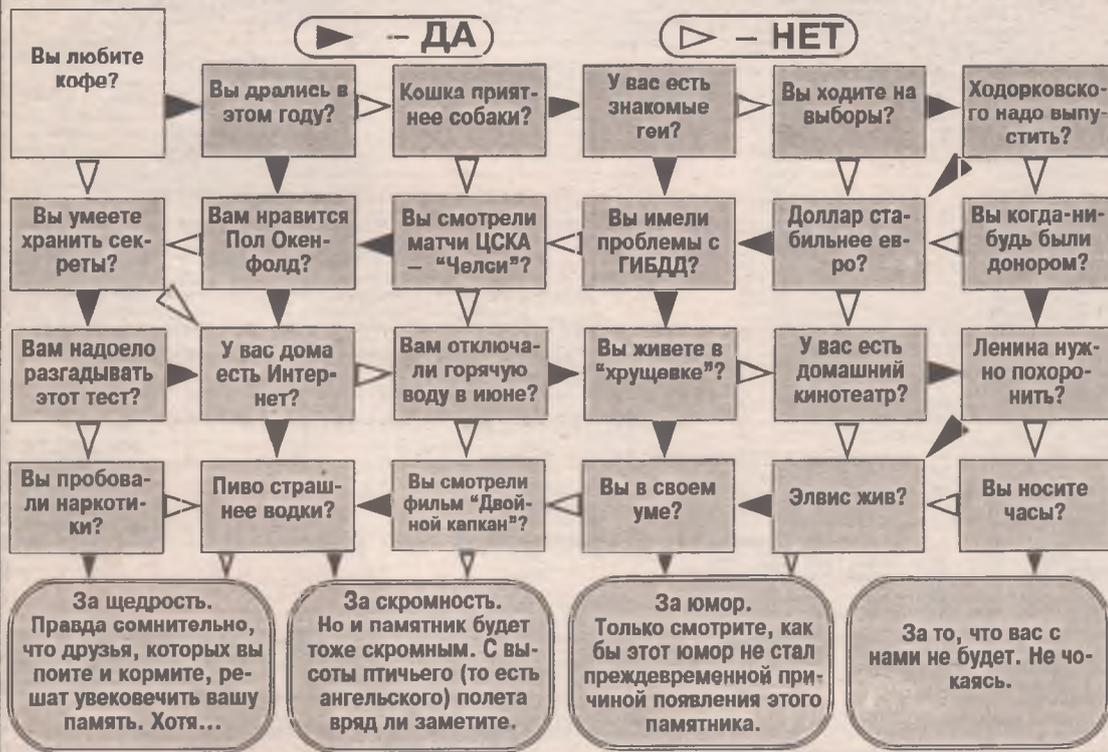 – ДА
– НЕТ
Вы любите
кофе?
Вы дрались в
этом году?
Кошка прият-
нее собаки?
У вас есть
знакомые
геи?
Вы ходите на
выборы?
Ходорковско-
го надо выпу-
стить?
Вы умеете
хранить сек-
реты?
Вам нравится
Пол Окен-
фолд?
Вы смотрели
матчи ЦСКА
– "Челси"?
Вы имели
проблемы с
ГИБДД?
Доллар ста-
бильнее ев-
ро?
Вы когда-ни-
будь были
донором?
Вам надоело
разгадывать
этот тест?
У вас дома
есть Интер-
нет?
Вам отключа-
ли горячую
воду в июне?
Вы живете в
"хрущевке"?
У вас есть
домашний
кинотеатр?
Ленина нуж-
но похоро-
нить?
Вы пробова-
ли наркоти-
ки?
Пиво страш-
нее водки?
Вы смотрели
фильм "Двой-
ной капкан"?
Вы в своем
уме?
Элвис жив?
Вы носите
часы?
За щедрость.
Правда сомнительно,
что друзья, которых вы
поите и кормите, ре-
шат увековечить вашу
память. Хотя...
За скромность.
Но и памятник будет
тоже скромным. С вы-
соты птичьего (то есть
ангельского) полета
вряд ли заметите.
За юмор.
Только смотрите, как
бы этот юмор не стал
преждевременной при-
чиной появления этого
памятника.
За то, что вас с
нами не будет. Не чо-
каясь.